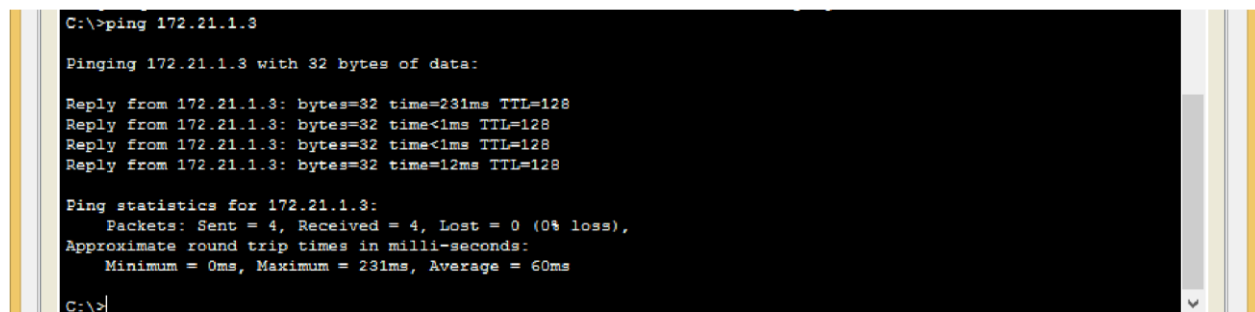 C:\>ping 172.21.1.3
Pinging 172.21.1.3 with 32 bytes of data:
Reply from 172.21.1.3: bytes=32 time=231ms TTL=128
Reply from 172.21.1.3: bytes=32 time<1ms TTL=128
Reply from 172.21.1.3: bytes=32 time<1ms TTL=128
Reply from 172.21.1.3: bytes=32 time=12ms TTL=128
Ping statistics for 172.21.1.3:
    Packets: Sent = 4, Received = 4, Lost = 0 (0% loss),
Approximate round trip times in milli-seconds:
    Minimum = 0ms, Maximum = 231ms, Average = 60ms
C:\>